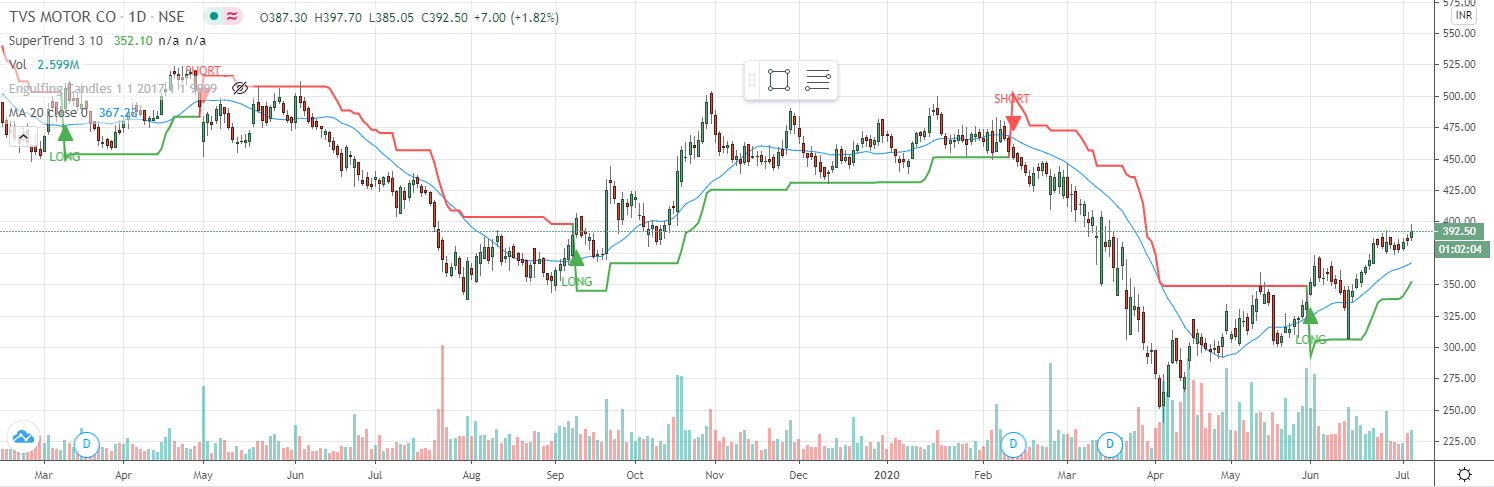 TVS MOTOR CO · 1D · NSE O387.30 H397.70 L385.05 C392.50 +7.00 (+1.82%)
SuperTrend 3 10 352.10 n/a n/a
Vol 2.599M
Engulfing Candles 1 1 2017 1 1 9999
MA 20 close 0 367.23
575.00
INR
550.00
525.00
500.00
475.00
450.00
425.00
400.00
392.50
01:02:04
350.00
325.00
300.00
275.00
250.00
225.00
SHORT
LONG
LONG
SHORT
LONG
D
D
D
Mar Apr May Jun Jul Aug Sep Oct Nov Dec 2020 Feb Mar Apr May Jun Jul